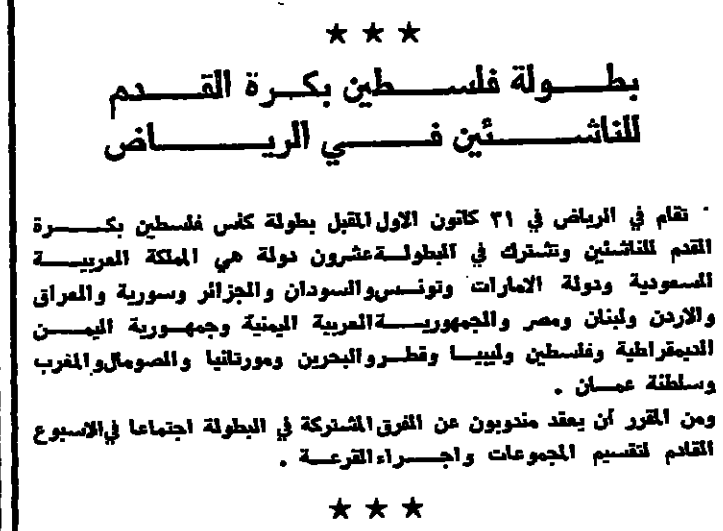 ★ ★ ★
بطولة فلسطين بكرة القدم
للناشئين في الرياض
تقام في الرياض في ٣١ كانون الاول المقبل بطولة كأس فلسطين بكرة
القدم للناشئين وتشترك في البطولة عشرون دولة هي المملكة العربية
السعودية ودولة الامارات وتونس والسودان والجزائر وسورية والعراق
والاردن ولبنان ومصر والجمهورية العربية اليمنية وجمهورية اليمن
الديمقراطية وفلسطين وليبيا وقطر والبحرين ومورتانيا والصومال والمغرب
وسلطنة عمان .
ومن المقرر أن يعقد مندوبون عن الفرق المشتركة في البطولة اجتماعا في الاسبوع
القادم لتقسيم المجموعات واجراء القرعة .
★ ★ ★